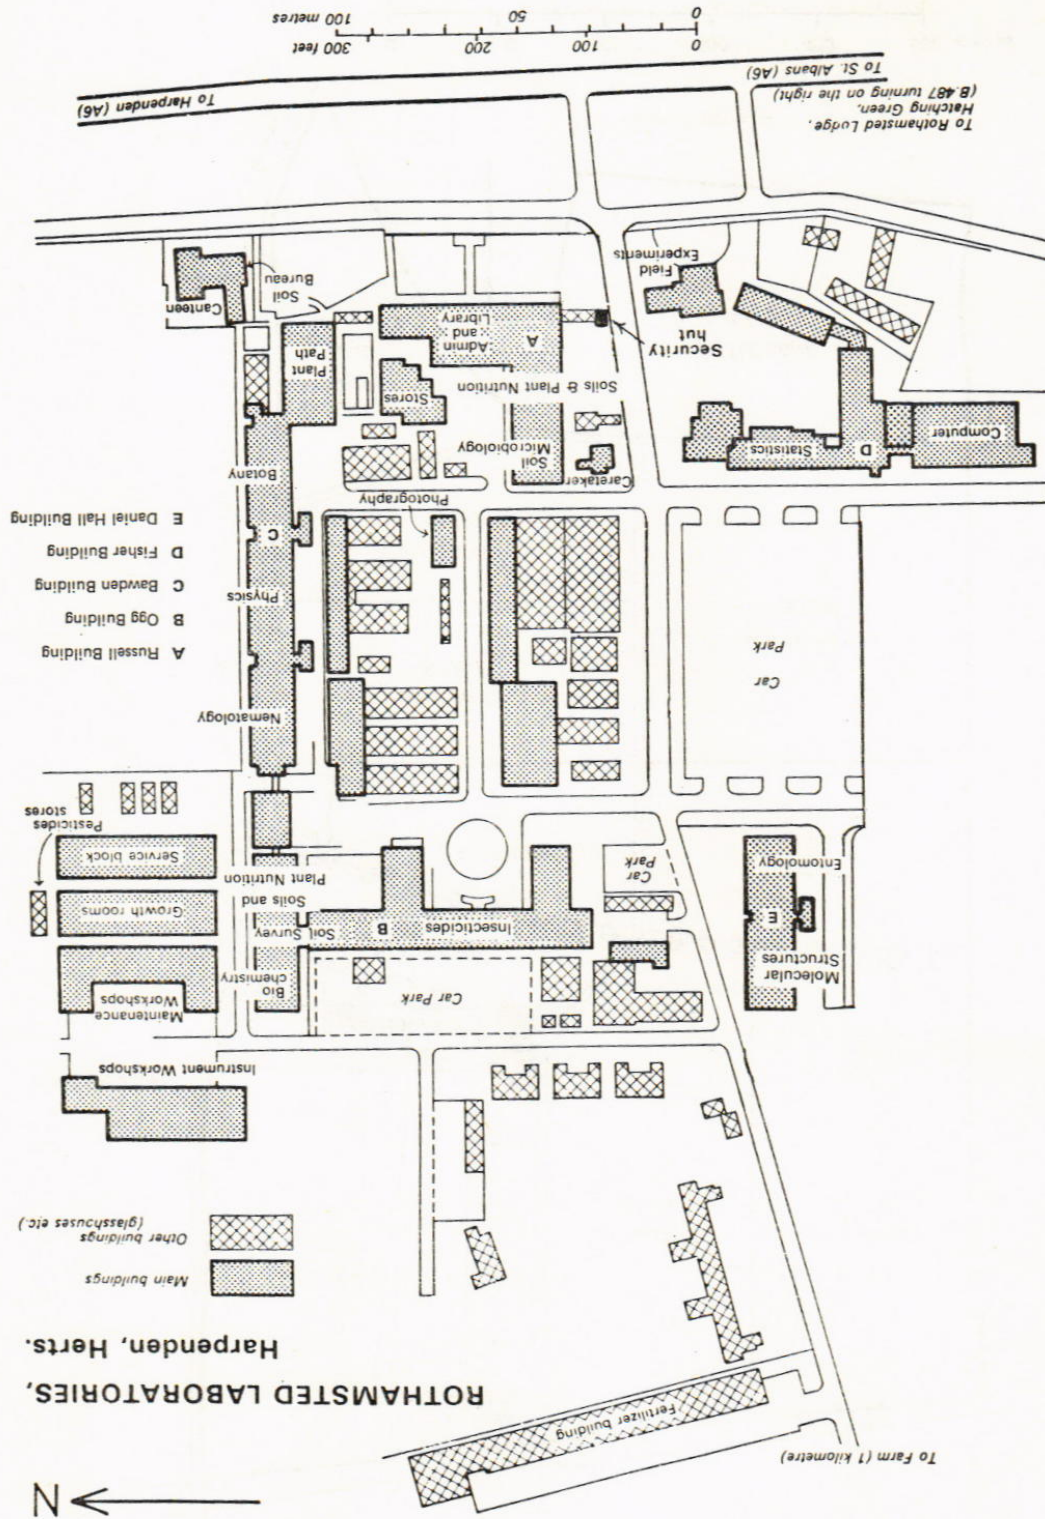 N
To Farm (1 kilometre)
Fertilizer building
ROTHAMSTED LABORATORIES,
Harpenden, Herts.
Main buildings
Other buildings
(glasshouses etc.)
Instrument Workshops
Maintenance
Workshops
Growth rooms
Service block
Pesticides
stores
Bio
chemistry
Soil Survey
Soils and
Plant Nutrition
Car Park
B
Insecticides
Car
Park
Molecular
Structures
E
Entomology
Car
Park
Nematology
Physics
C
Botany
A Russell Building
B Ogg Building
C Bawden Building
D Fisher Building
E Daniel Hall Building
Photography
Caretaker
Soil
Microbiology
Soils & Plant Nutrition
Stores
Plant
Path
A
Admin
and
Library
Computer
D
Statistics
Security
hut
Field
Experiments
Canteen
Soil
Bureau
To Rothamsted Lodge,
Hatching Green,
(B.487 turning on the right)
To St. Albans (A6)
To Harpenden (A6)
0 100 200 300 feet
0 50 100 metres